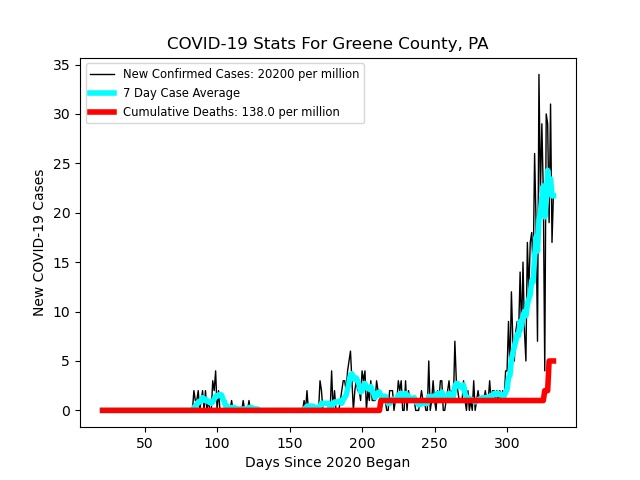 COVID-19 Stats For Greene County, PA
New Confirmed Cases: 20200 per million
7 Day Case Average
Cumulative Deaths: 138.0 per million
New COVID-19 Cases
35
30
25
20
15
10
5
0
50 100 150 200 250 300
Days Since 2020 Began